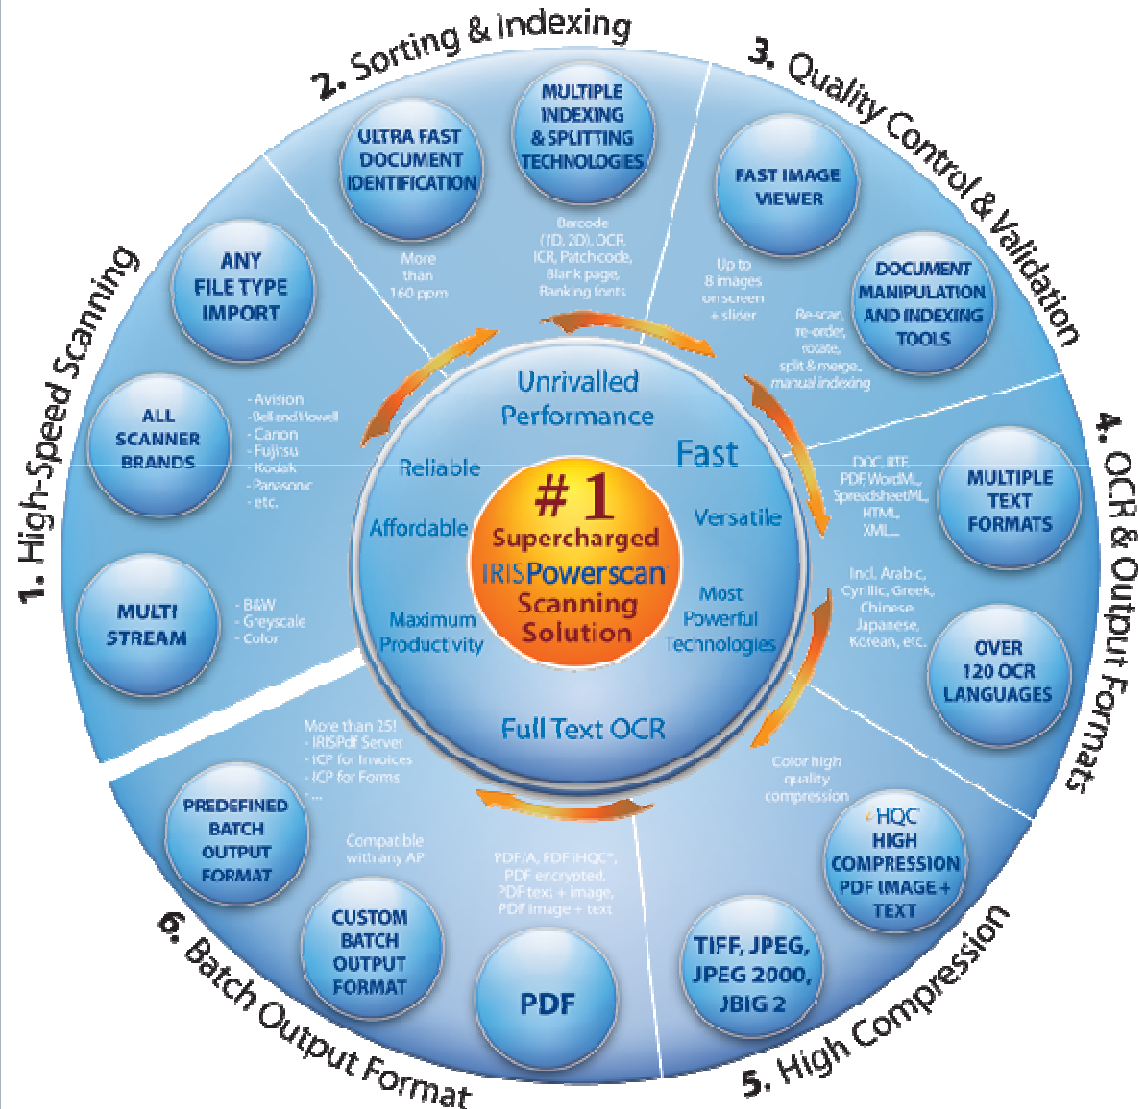 1. High-Speed Scanning
MULTI
STREAM
- B&W
- Greyscale
- Color
ALL
SCANNER
BRANDS
- Avision
- Bell and Howell
- Canon
- Fujitsu
- Kodak
- Panasonic
- etc.
ANY
FILE TYPE
IMPORT
2. Sorting & Indexing
ULTRA FAST
DOCUMENT
IDENTIFICATION
More
than
160 ppm
MULTIPLE
INDEXING
& SPLITTING
TECHNOLOGIES
Barcode
(1D, 2D), OCR,
ICR, Patchcode,
Blank page,
Banking fonts
3. Quality Control & Validation
FAST IMAGE
VIEWER
Up to
8 images
on screen
+ slider
DOCUMENT
MANIPULATION
AND INDEXING
TOOLS
Re-scan,
re-order,
rotate,
split & merge,
manual indexing
4. OCR & Output Formats
MULTIPLE
TEXT
FORMATS
DOC, RTF,
PDF, WordML,
SpreadsheetML,
HTML,
XML...
OVER
120 OCR
LANGUAGES
Incl. Arabic,
Cyrillic, Greek,
Chinese,
Japanese,
Korean, etc.
5. High Compression
iHQC
HIGH
COMPRESSION
PDF IMAGE +
TEXT
Color high
quality
compression
TIFF, JPEG,
JPEG 2000,
JBIG 2
6. Batch Output Format
PDF
PDF/A, PDF iHQC™,
PDF encrypted,
PDF text + image,
PDF image + text
CUSTOM
BATCH
OUTPUT
FORMAT
Compatible
with any AP
PREDEFINED
BATCH
OUTPUT
FORMAT
More than 25!
- IRISPdf Server
- ICP for Invoices
- ICP for Forms
- ...
Unrivalled
Performance
Reliable
Fast
Affordable
Versatile
Maximum
Productivity
Most
Powerful
Technologies
Full Text OCR
# 1
Supercharged
IRISPowerscan
Scanning
Solution